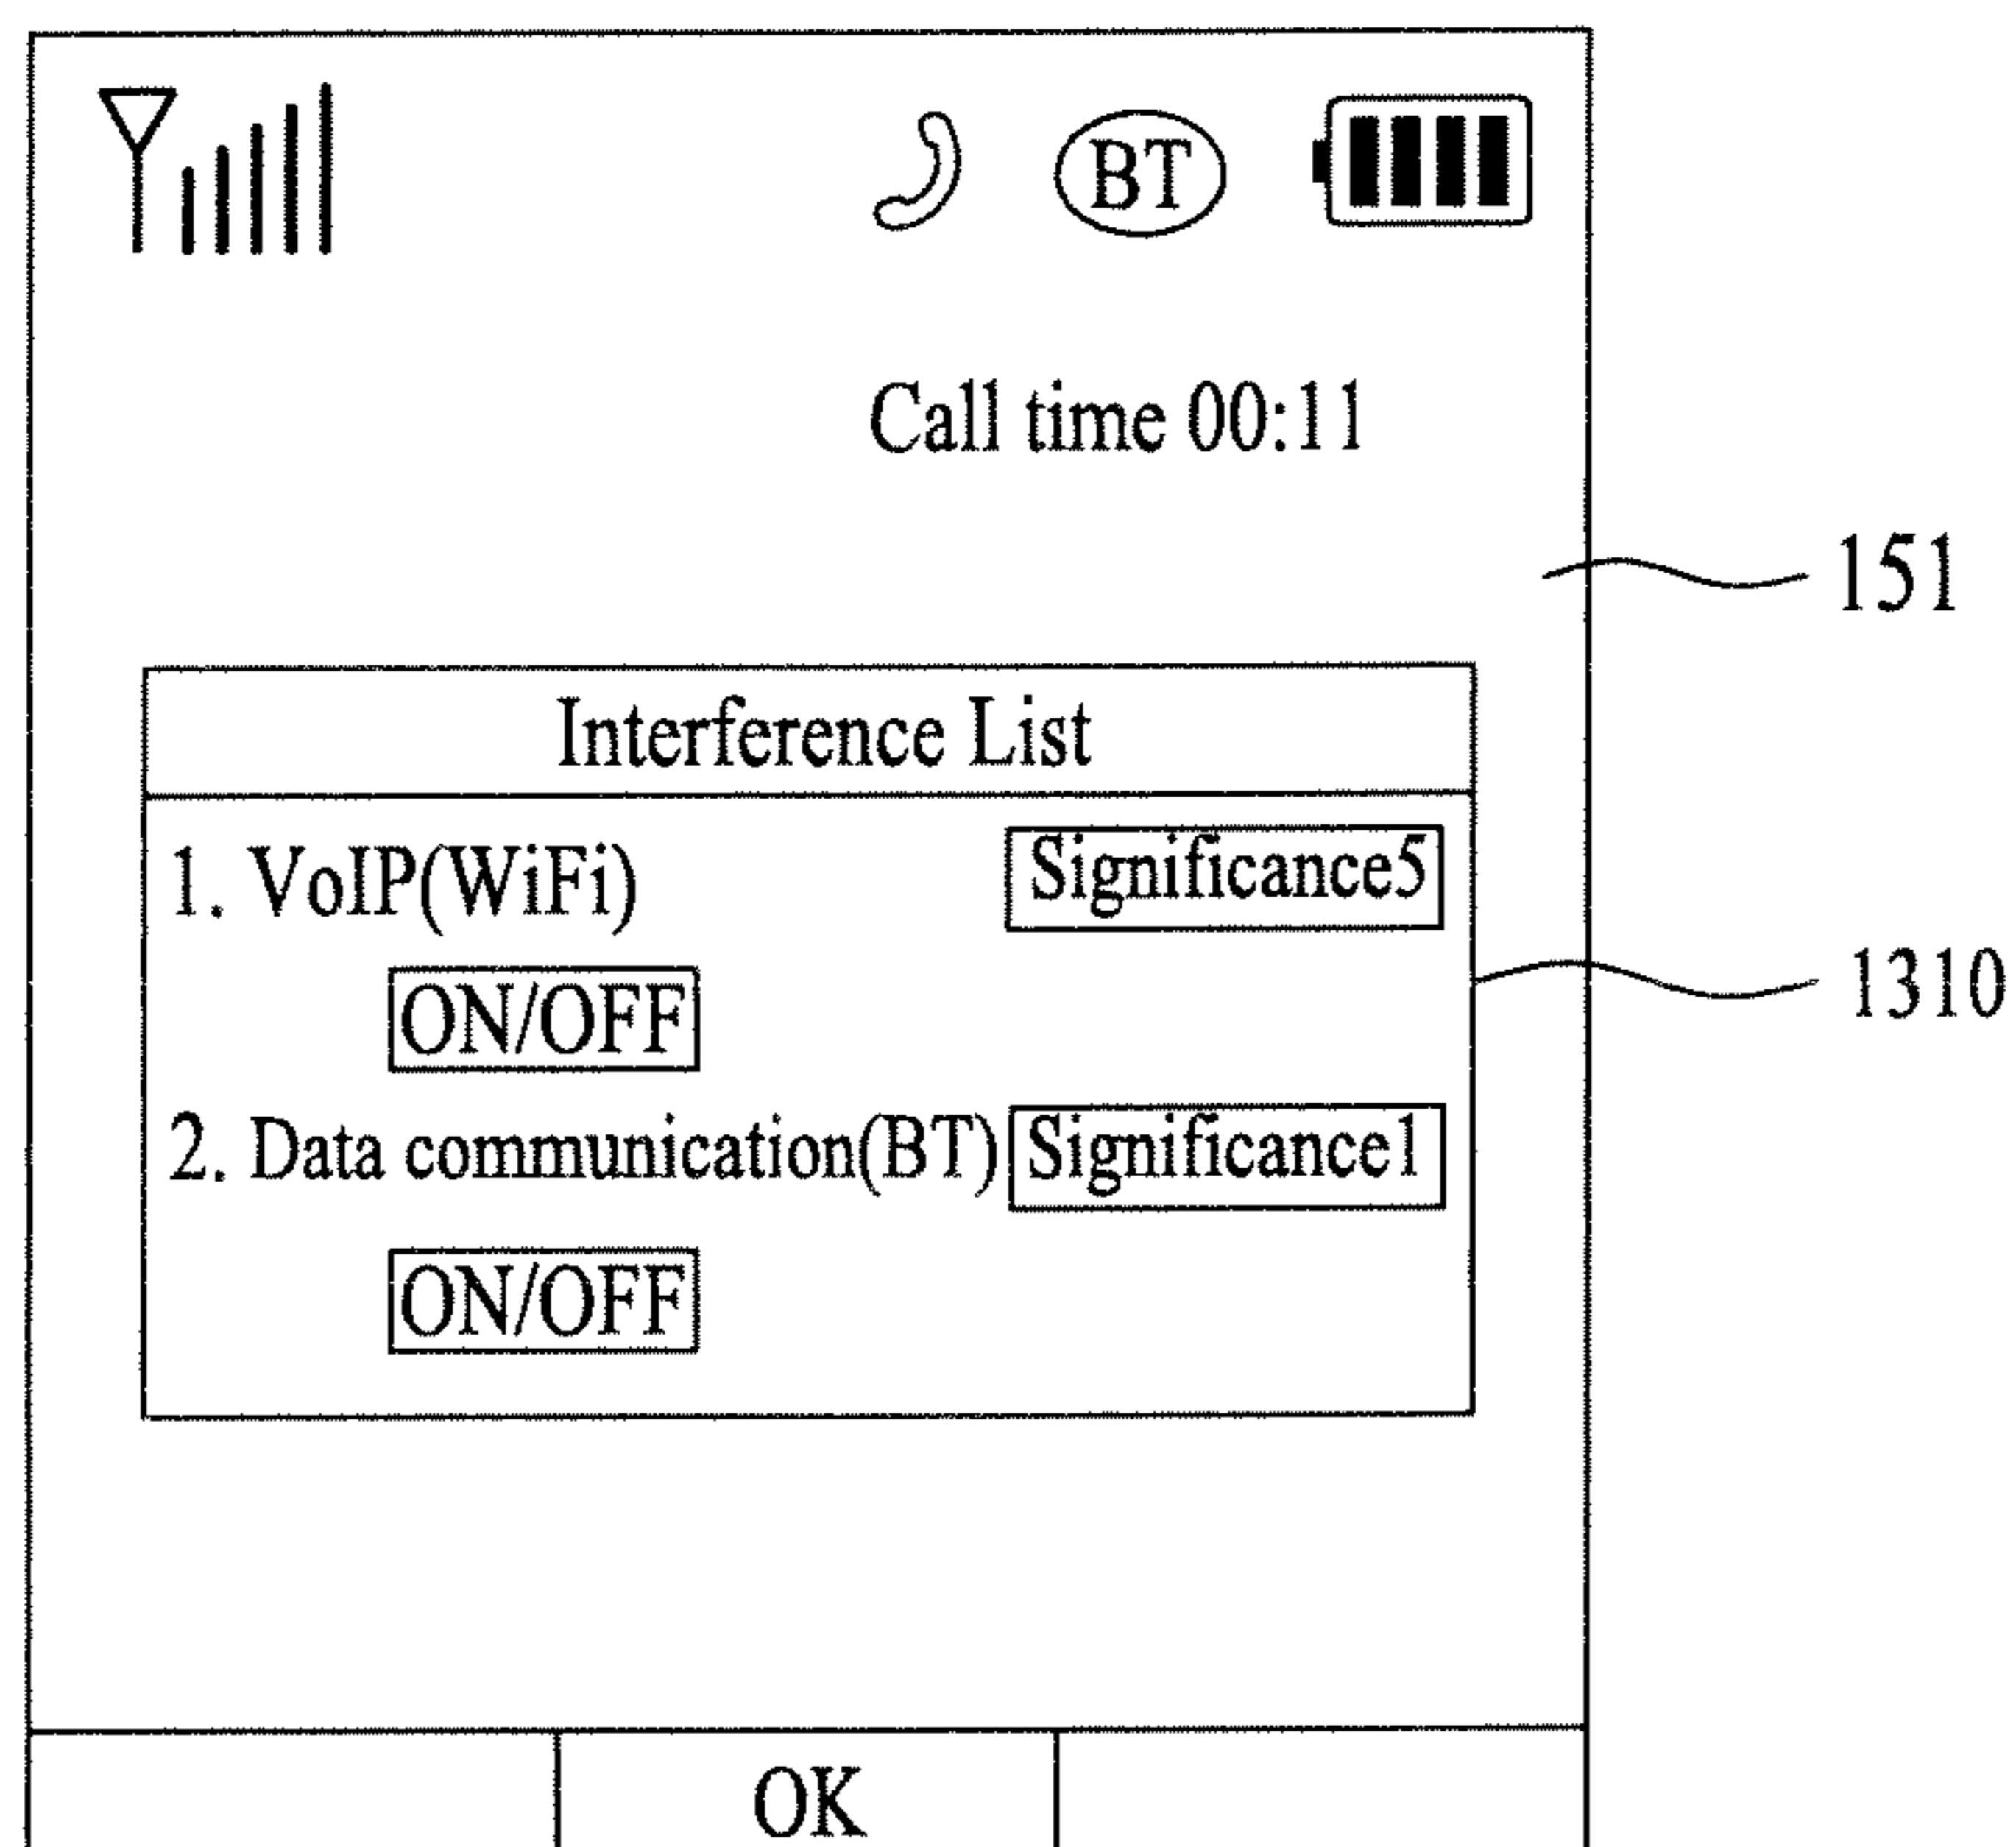 BT
Call time 00:11
151
Interference List
1. VoIP(WiFi) Significance5
ON/OFF
1310
2. Data communication(BT) Significance1
ON/OFF
OK